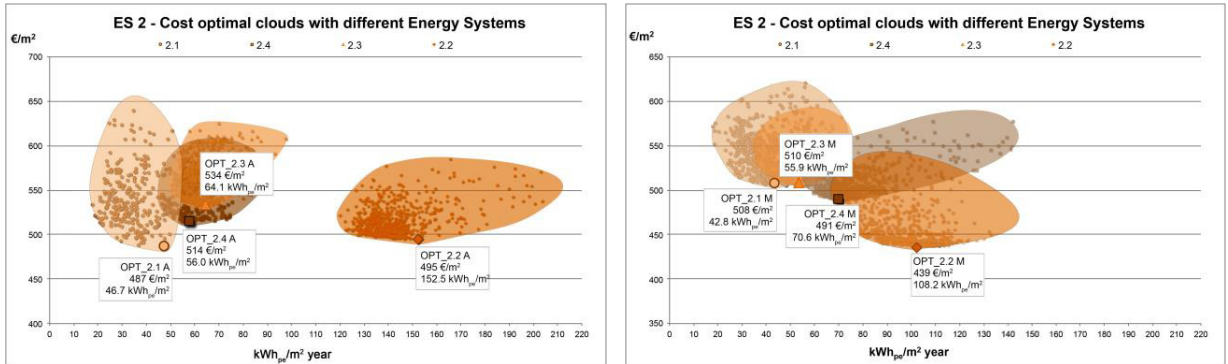 ES 2 - Cost optimal clouds with different Energy Systems
€/m²
2.1 2.4 2.3 2.2
700
650
600
550
500
450
400
OPT_2.3 A
534 €/m²
64.1 kWhpe/m²
OPT_2.4 A
514 €/m²
56.0 kWhpe/m²
OPT_2.1 A
487 €/m²
46.7 kWhpe/m²
OPT_2.2 A
495 €/m²
152.5 kWhpe/m²
0 10 20 30 40 50 60 70 80 90 100 110 120 130 140 150 160 170 180 190 200 210 220
kWhpe/m² year
ES 2 - Cost optimal clouds with different Energy Systems
€/m²
2.1 2.4 2.3 2.2
650
600
550
500
450
400
350
OPT_2.3 M
510 €/m²
55.9 kWhpe/m²
OPT_2.1 M
508 €/m²
42.8 kWhpe/m²
OPT_2.4 M
491 €/m²
70.6 kWhpe/m²
OPT_2.2 M
439 €/m²
108.2 kWhpe/m²
0 10 20 30 40 50 60 70 80 90 100 110 120 130 140 150 160 170 180 190 200 210 220
kWhpe/m² year